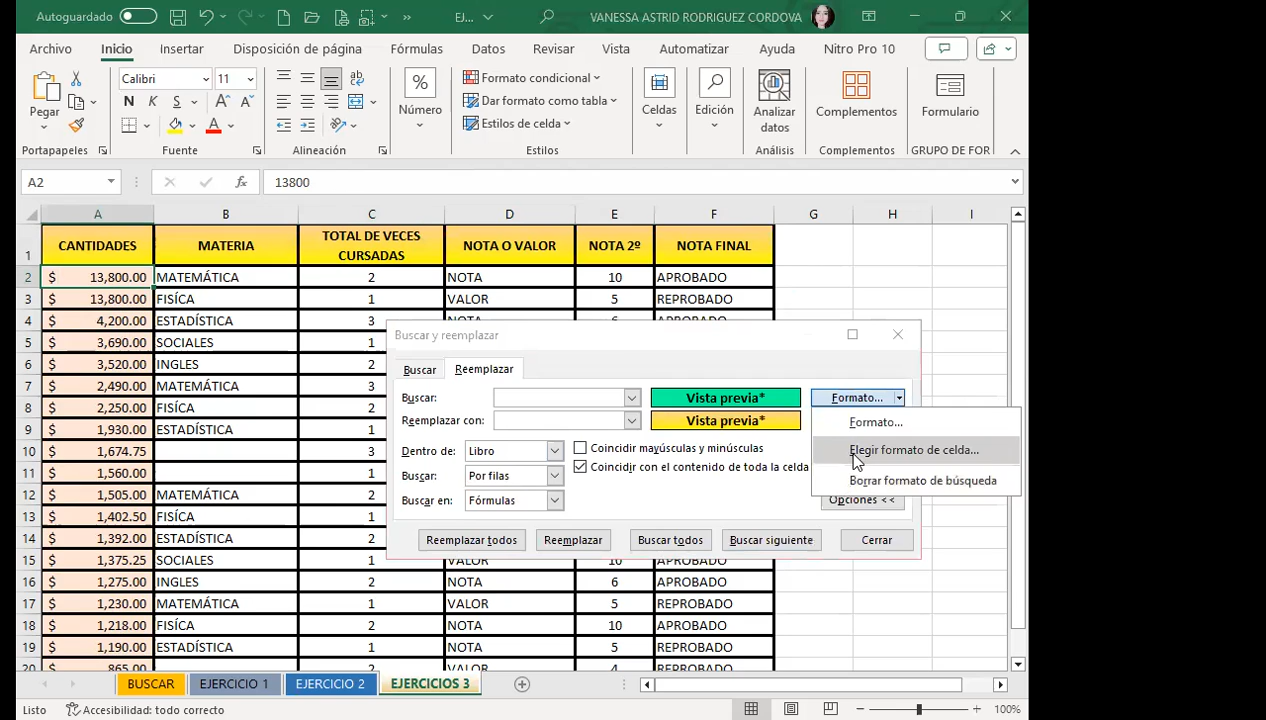 Autoguardado
EJ...
VANESSA ASTRID RODRIGUEZ CORDOVA
Archivo Inicio Insertar Disposición de página Fórmulas Datos Revisar Vista Automatizar Ayuda Nitro Pro 10
Pegar
Calibri 11
N K S
A A
%
Número
Formato condicional
Dar formato como tabla
Estilos de celda
Celdas
Edición
Analizar datos
Complementos
Formulario
Portapapeles Fuente Alineación Estilos Análisis Complementos GRUPO DE FOR
A2 fx 13800
A B C D E F G H I
1 CANTIDADES MATERIA TOTAL DE VECES CURSADAS NOTA O VALOR NOTA 2º NOTA FINAL
2 $ 13,800.00 MATEMÁTICA 2 NOTA 10 APROBADO
3 $ 13,800.00 FISÍCA 1 VALOR 5 REPROBADO
4 $ 4,200.00 ESTADÍSTICA 3
5 $ 3,690.00 SOCIALES 1
6 $ 3,520.00 INGLES 2
7 $ 2,490.00 MATEMÁTICA 3
8 $ 2,250.00 FISÍCA 2
9 $ 1,930.00 ESTADÍSTICA 1
10 $ 1,674.75 3
11 $ 1,560.00 1
12 $ 1,505.00 MATEMÁTICA 2
13 $ 1,402.50 FISÍCA 1
14 $ 1,392.00 ESTADÍSTICA 2
15 $ 1,375.25 SOCIALES 1 VALOR 10 APROBADO
16 $ 1,275.00 INGLES 2 NOTA 6 APROBADO
17 $ 1,230.00 MATEMÁTICA 1 VALOR 5 REPROBADO
18 $ 1,218.00 FISÍCA 2 NOTA 10 APROBADO
19 $ 1,190.00 ESTADÍSTICA 1 NOTA 5 REPROBADO
20 $ 865.00 2 VALOR 4 REPROBADO
Buscar y reemplazar
Buscar Reemplazar
Buscar: Vista previa* Formato...
Reemplazar con: Vista previa*
Dentro de: Libro Coincidir mayúsculas y minúsculas
Buscar: Por filas Coincidir con el contenido de toda la celda
Buscar en: Fórmulas Opciones <<
Reemplazar todos Reemplazar Buscar todos Buscar siguiente Cerrar
Formato...
Elegir formato de celda...
Borrar formato de búsqueda
BUSCAR EJERCICIO 1 EJERCICIO 2 EJERCICIOS 3
Listo Accesibilidad: todo correcto 100%